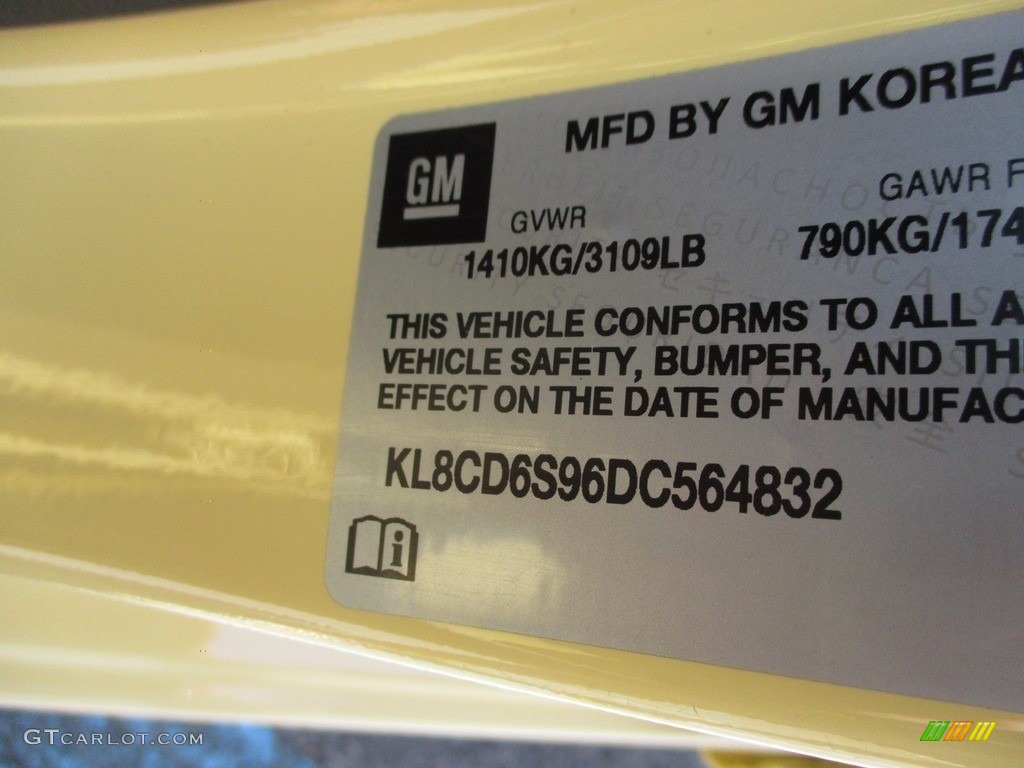 MFD BY GM KOREA
GM
GAWR F
GVWR
1410KG/3109LB
790KG/174
THIS VEHICLE CONFORMS TO ALL A
VEHICLE SAFETY, BUMPER, AND THE
EFFECT ON THE DATE OF MANUFAC
KL8CD6S96DC564832
i
GTCARLOT.COM